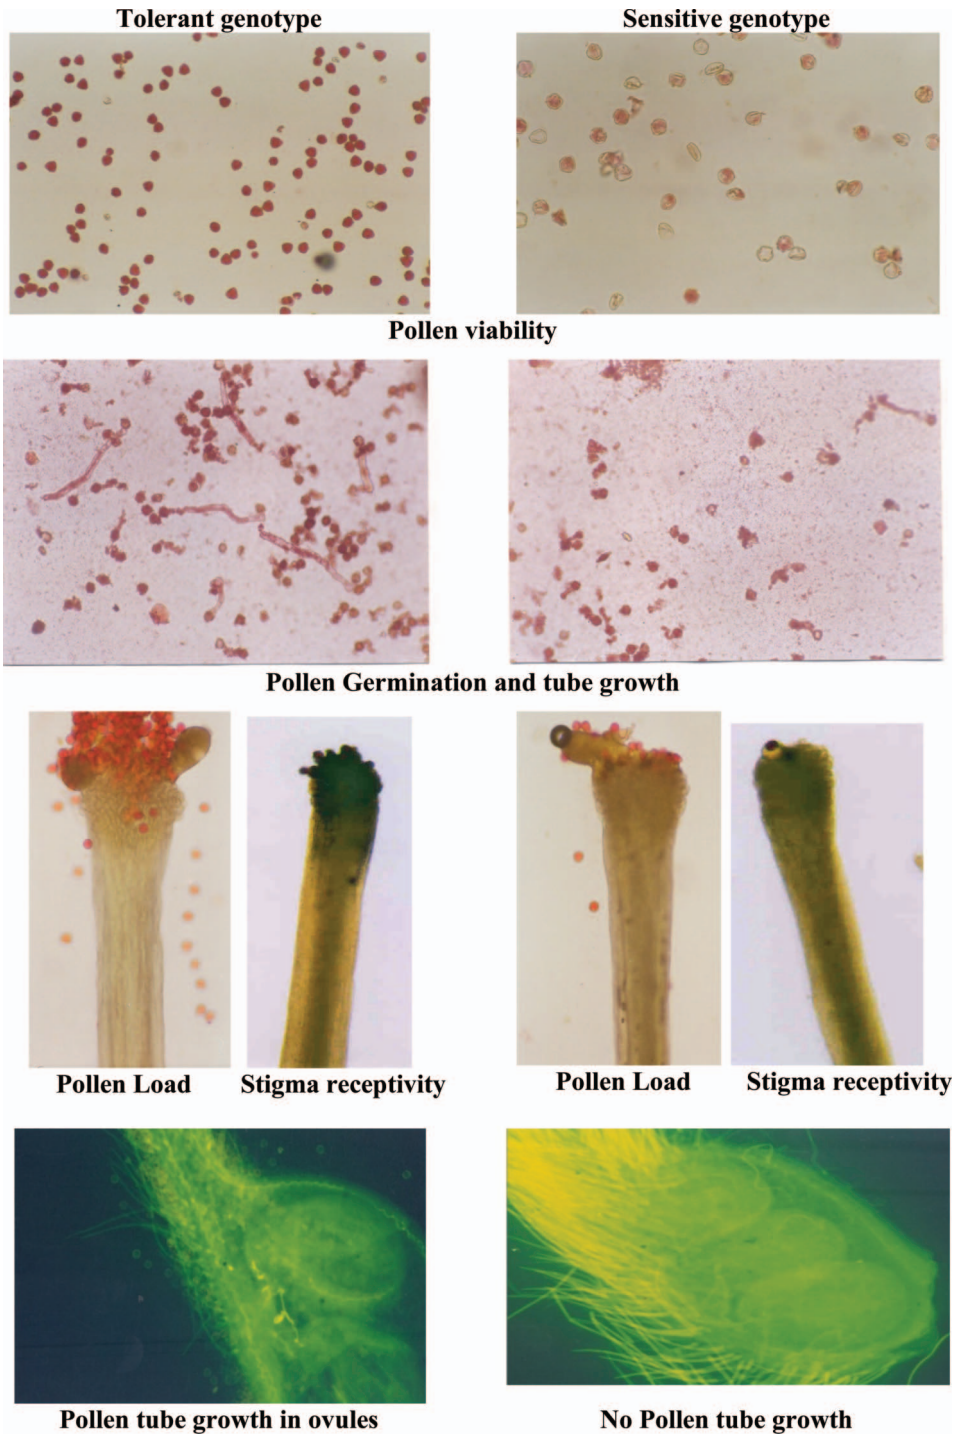 Tolerant genotype
Sensitive genotype
Pollen viability
Pollen Germination and tube growth
Pollen Load
Stigma receptivity
Pollen Load
Stigma receptivity
Pollen tube growth in ovules
No Pollen tube growth